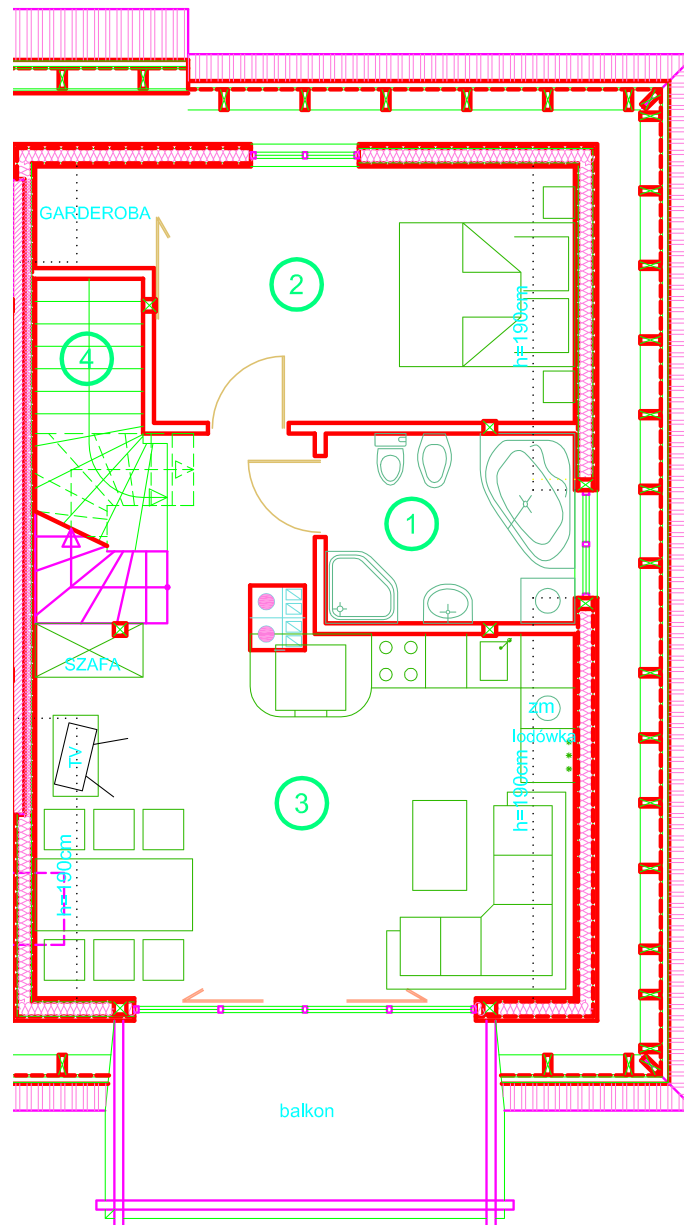 GARDEROBA
2
h=190cm
4
1
SZAFA
zm
lodówka
TV
3
h=190cm
h=190cm
balkon